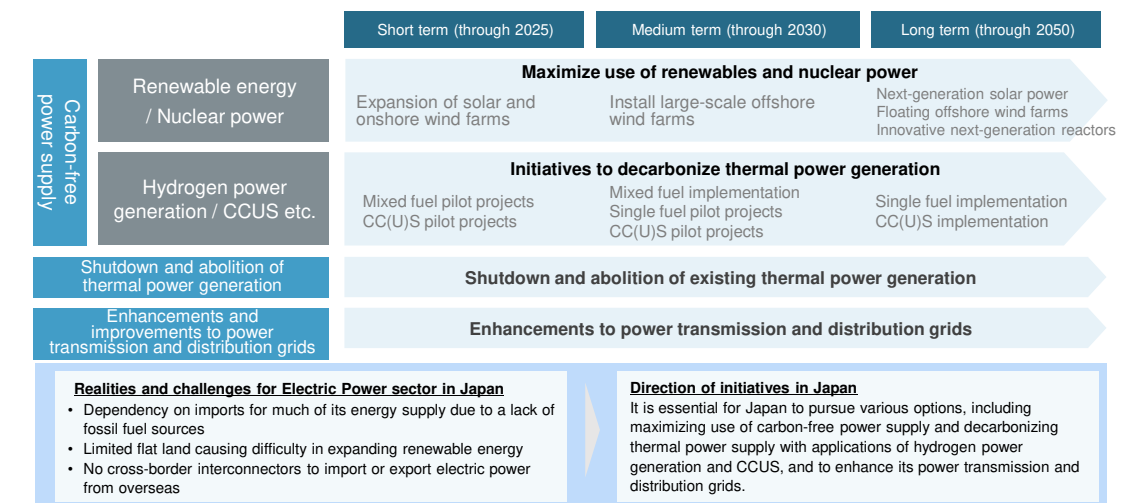 Short term (through 2025)
Medium term (through 2030)
Long term (through 2050)
Carbon-free
power supply
Renewable energy
/ Nuclear power
Maximize use of renewables and nuclear power
Expansion of solar and
onshore wind farms
Install large-scale offshore
wind farms
Next-generation solar power
Floating offshore wind farms
Innovative next-generation reactors
Hydrogen power
generation / CCUS etc.
Initiatives to decarbonize thermal power generation
Mixed fuel pilot projects
CC(U)S pilot projects
Mixed fuel implementation
Single fuel pilot projects
CC(U)S pilot projects
Single fuel implementation
CC(U)S implementation
Shutdown and abolition of
thermal power generation
Shutdown and abolition of existing thermal power generation
Enhancements and
improvements to power
transmission and distribution grids
Enhancements to power transmission and distribution grids
Realities and challenges for Electric Power sector in Japan
• Dependency on imports for much of its energy supply due to a lack of
fossil fuel sources
• Limited flat land causing difficulty in expanding renewable energy
• No cross-border interconnectors to import or export electric power
from overseas
Direction of initiatives in Japan
It is essential for Japan to pursue various options, including
maximizing use of carbon-free power supply and decarbonizing
thermal power supply with applications of hydrogen power
generation and CCUS, and to enhance its power transmission and
distribution grids.